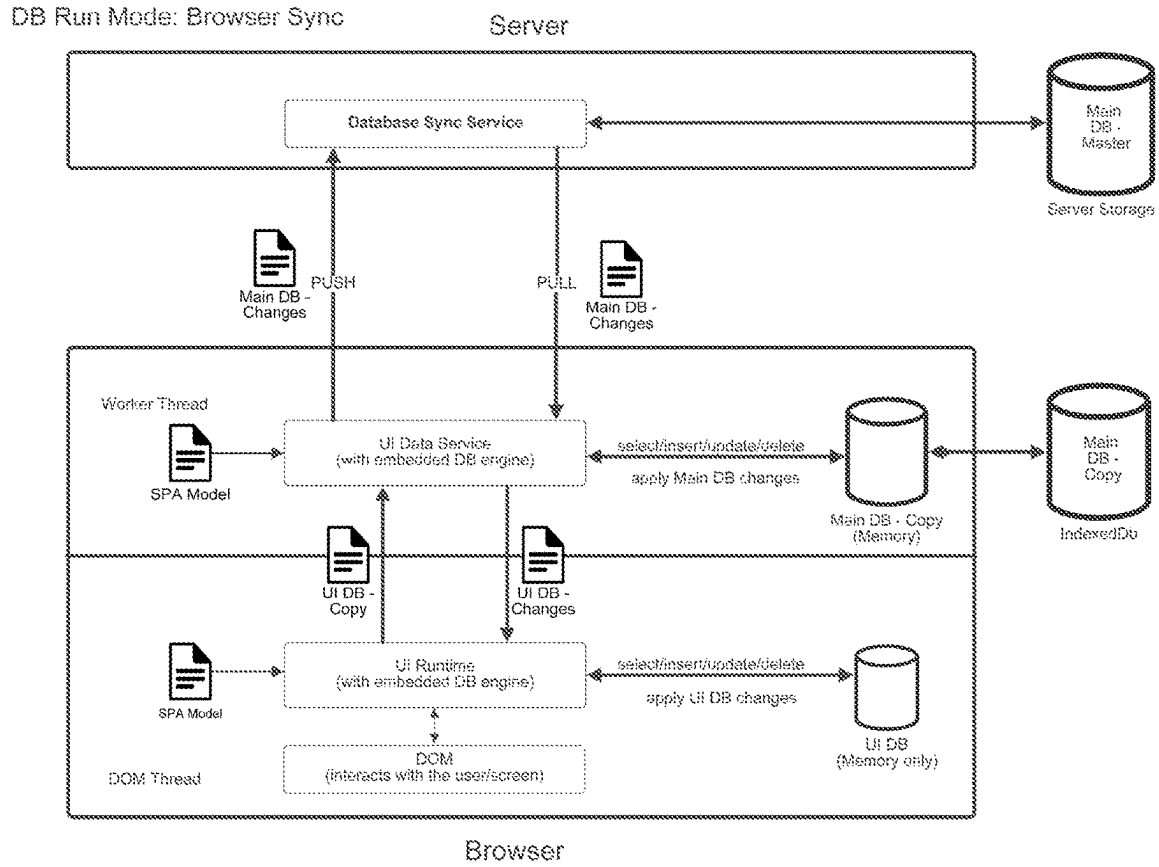 DB Run Mode: Browser Sync
Server
Database Sync Service
Main
DB -
Master
Server Storage
PUSH
Main DB -
Changes
PULL
Main DB -
Changes
Worker Thread
SPA Model
UI Data Service
(with embedded DB engine)
select/insert/update/delete
apply Main DB changes
Main DB - Copy
(Memory)
Main
DB -
Copy
IndexedDb
UI DB -
Copy
UI DB -
Changes
SPA Model
UI Runtime
(with embedded DB engine)
select/insert/update/delete
apply UI DB changes
UI DB
(Memory only)
DOM
(interacts with the user/screen)
DOM Thread
Browser